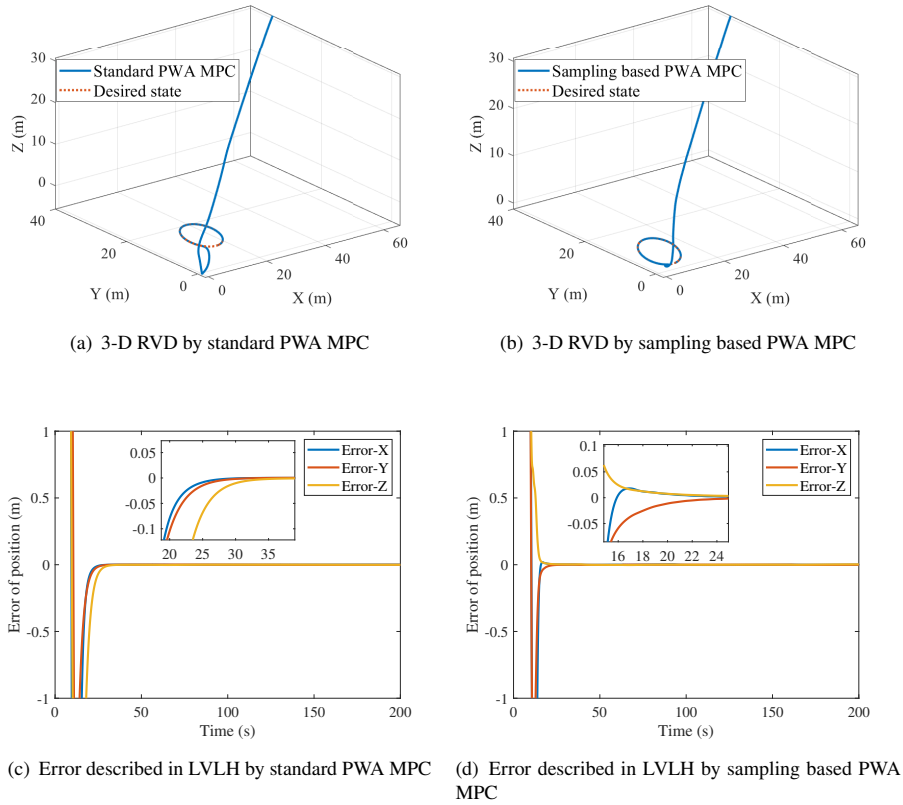 30
20
10
0
Z (m)
Standard PWA MPC
Desired state
40
20
0
Y (m)
0
20
40
60
X (m)
(a) 3-D RVD by standard PWA MPC
30
20
10
0
Z (m)
Sampling based PWA MPC
Desired state
40
20
0
Y (m)
0
20
40
60
X (m)
(b) 3-D RVD by sampling based PWA MPC
1
0.5
0
-0.5
-1
Error of position (m)
0
-0.05
-0.1
20 25 30 35
Error-X
Error-Y
Error-Z
0 50 100 150 200
Time (s)
(c) Error described in LVLH by standard PWA MPC
1
0.5
0
-0.5
-1
Error of position (m)
0.1
0.05
0
-0.05
16 18 20 22 24
Error-X
Error-Y
Error-Z
0 50 100 150 200
Time (s)
(d) Error described in LVLH by sampling based PWA
MPC